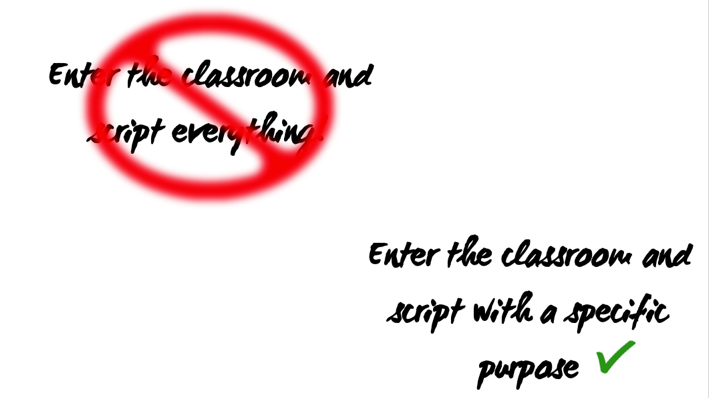 Enter the classroom and
script everything!
Enter the classroom and
script with a specific
purpose